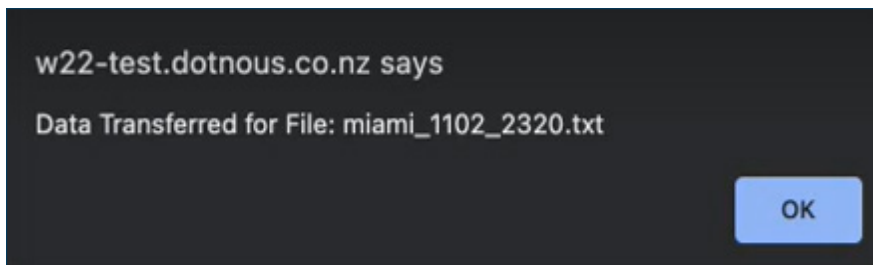 w22-test.dotnous.co.nz says
Data Transferred for File: miami_1102_2320.txt
OK